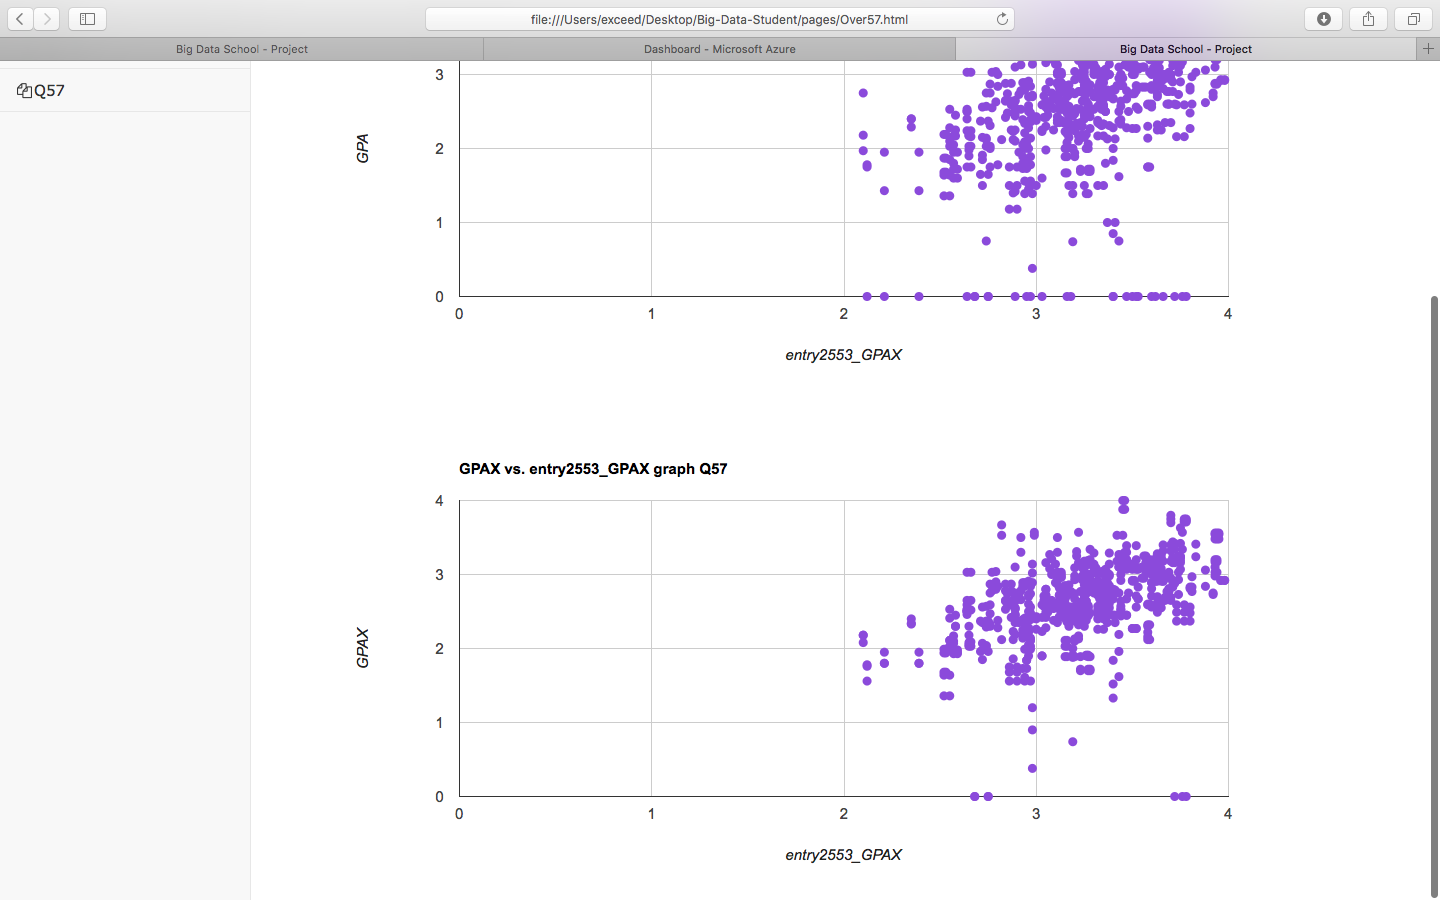 file:///Users/exceed/Desktop/Big-Data-Student/pages/Over57.html
Big Data School - Project
Dashboard - Microsoft Azure
Big Data School - Project
Q57
3
2
1
0
GPA
0 1 2 3 4
entry2553_GPAX
GPAX vs. entry2553_GPAX graph Q57
4
3
2
1
0
GPAX
0 1 2 3 4
entry2553_GPAX